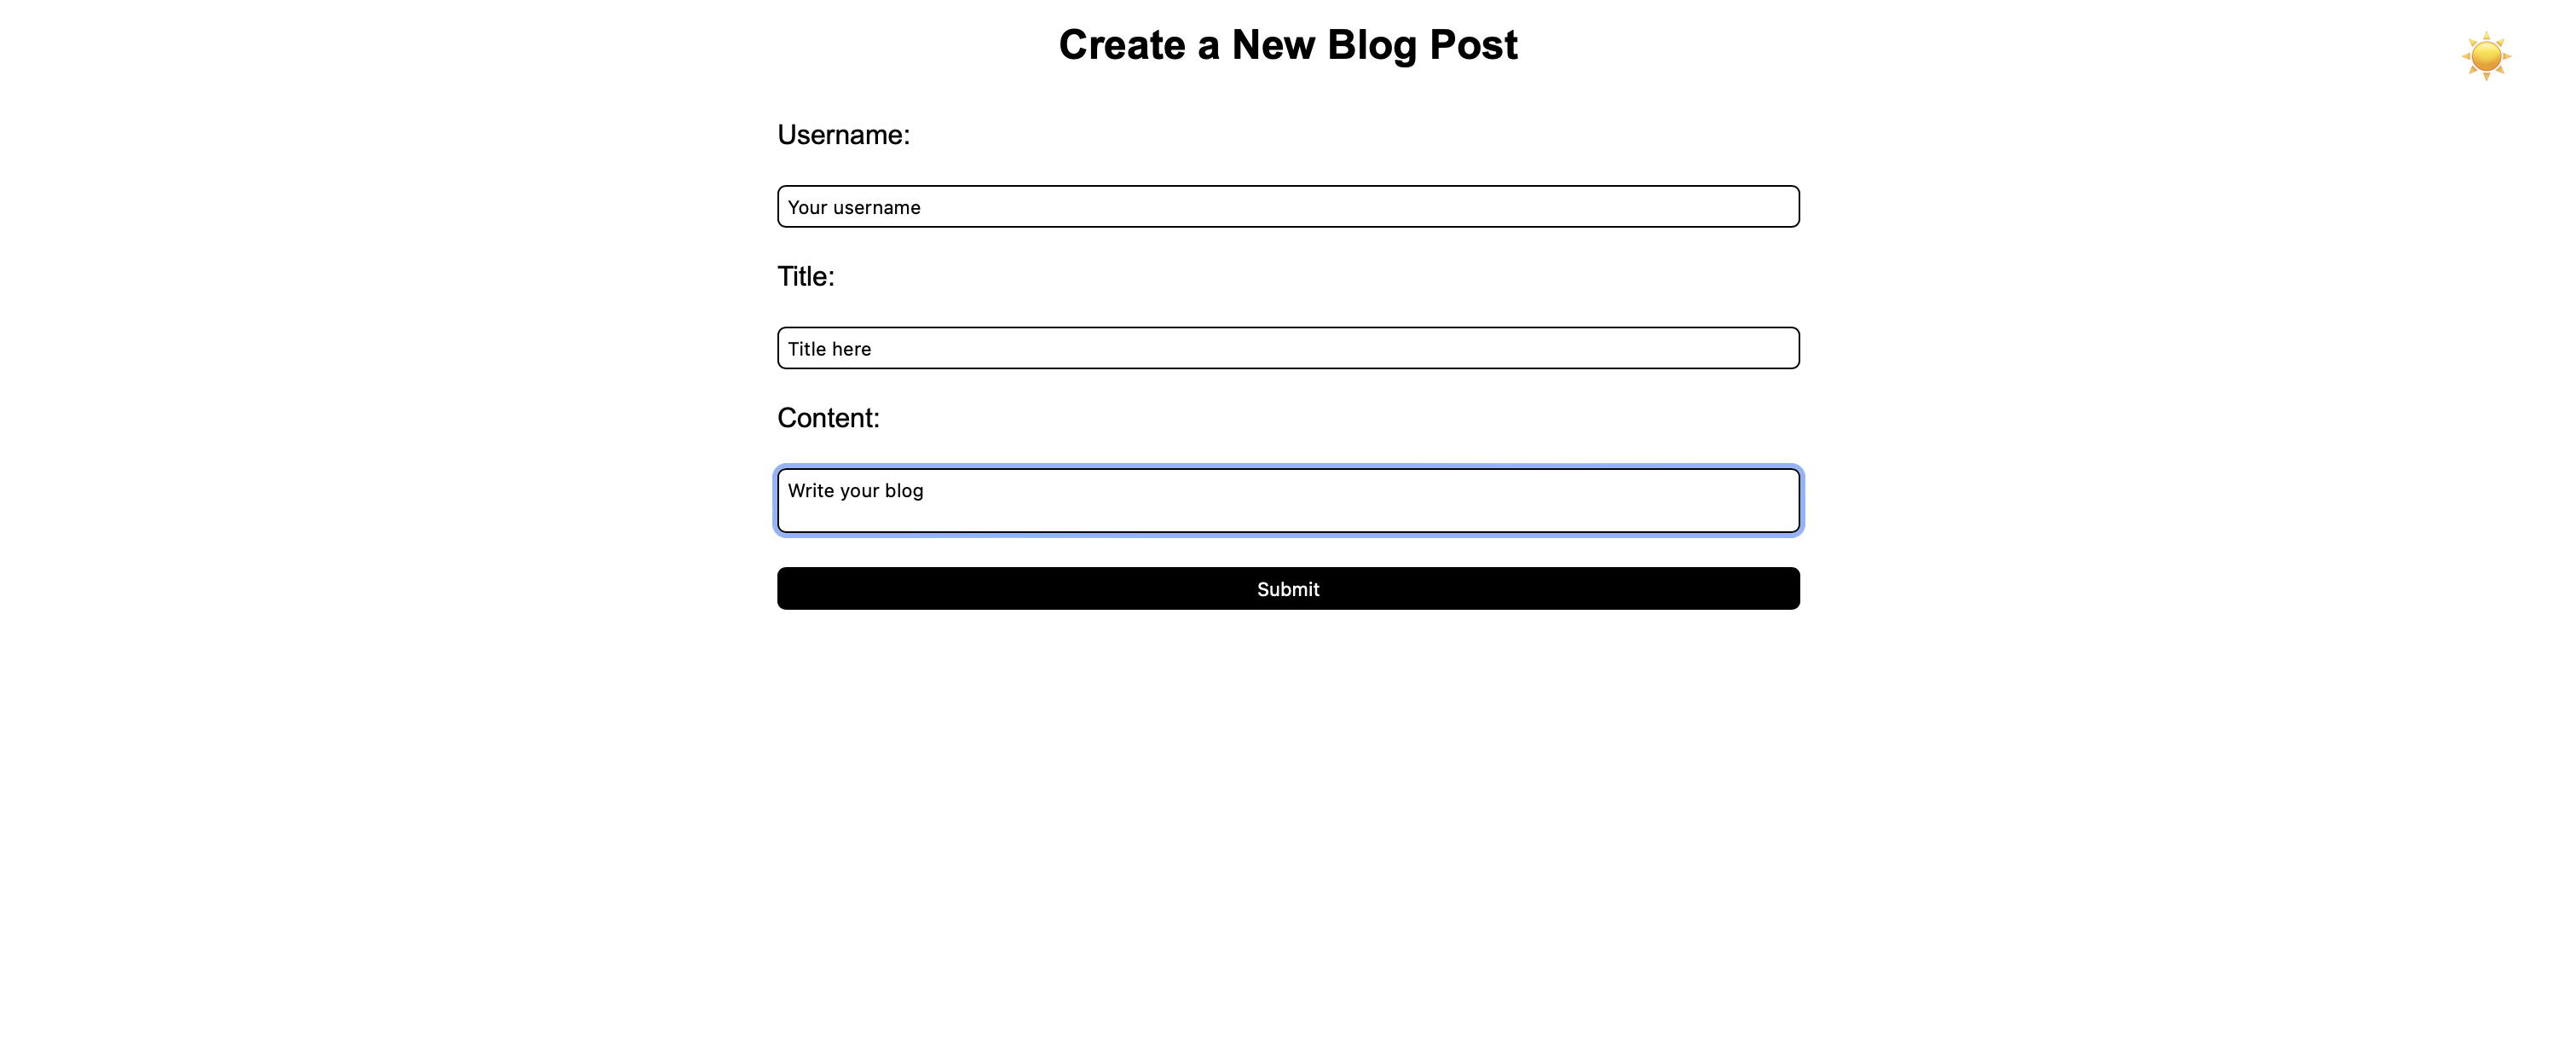 Create a New Blog Post
Username:
Your username
Title:
Title here
Content:
Write your blog
Submit